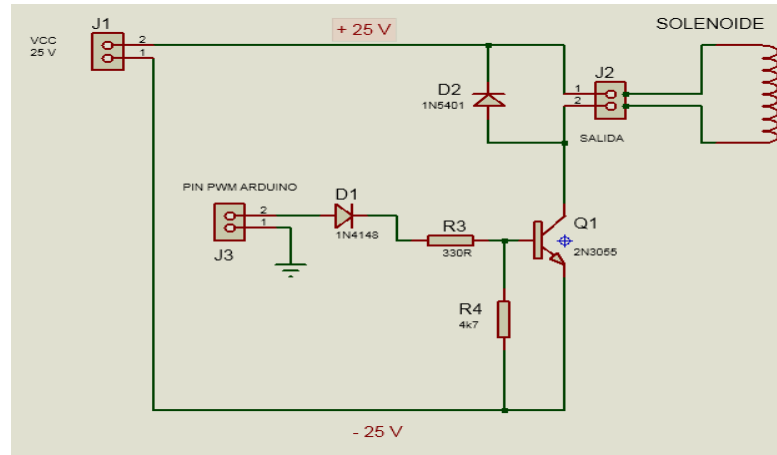 J1
VCC
25 V
2
1
+ 25 V
SOLENOIDE
D2
1N5401
J2
1
2
SALIDA
PIN PWM ARDUINO
D1
1N4148
2
1
J3
R3
330R
Q1
2N3055
R4
4k7
- 25 V